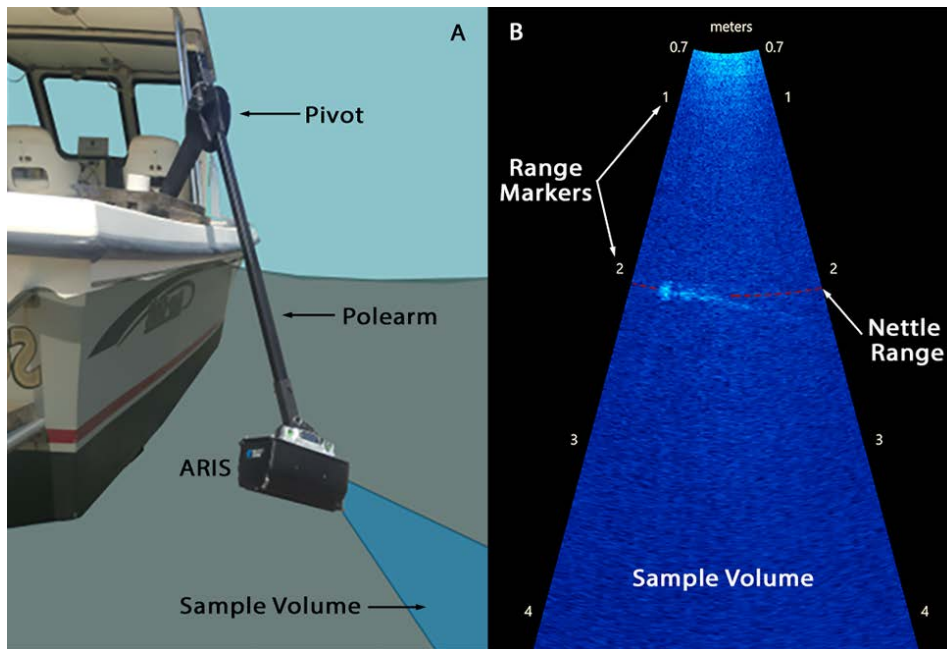 A
Pivot
Polearm
ARIS
Sample Volume
B
meters
0.7 0.7
1 1
Range
Markers
2 2
Nettle
Range
3 3
Sample Volume
4 4